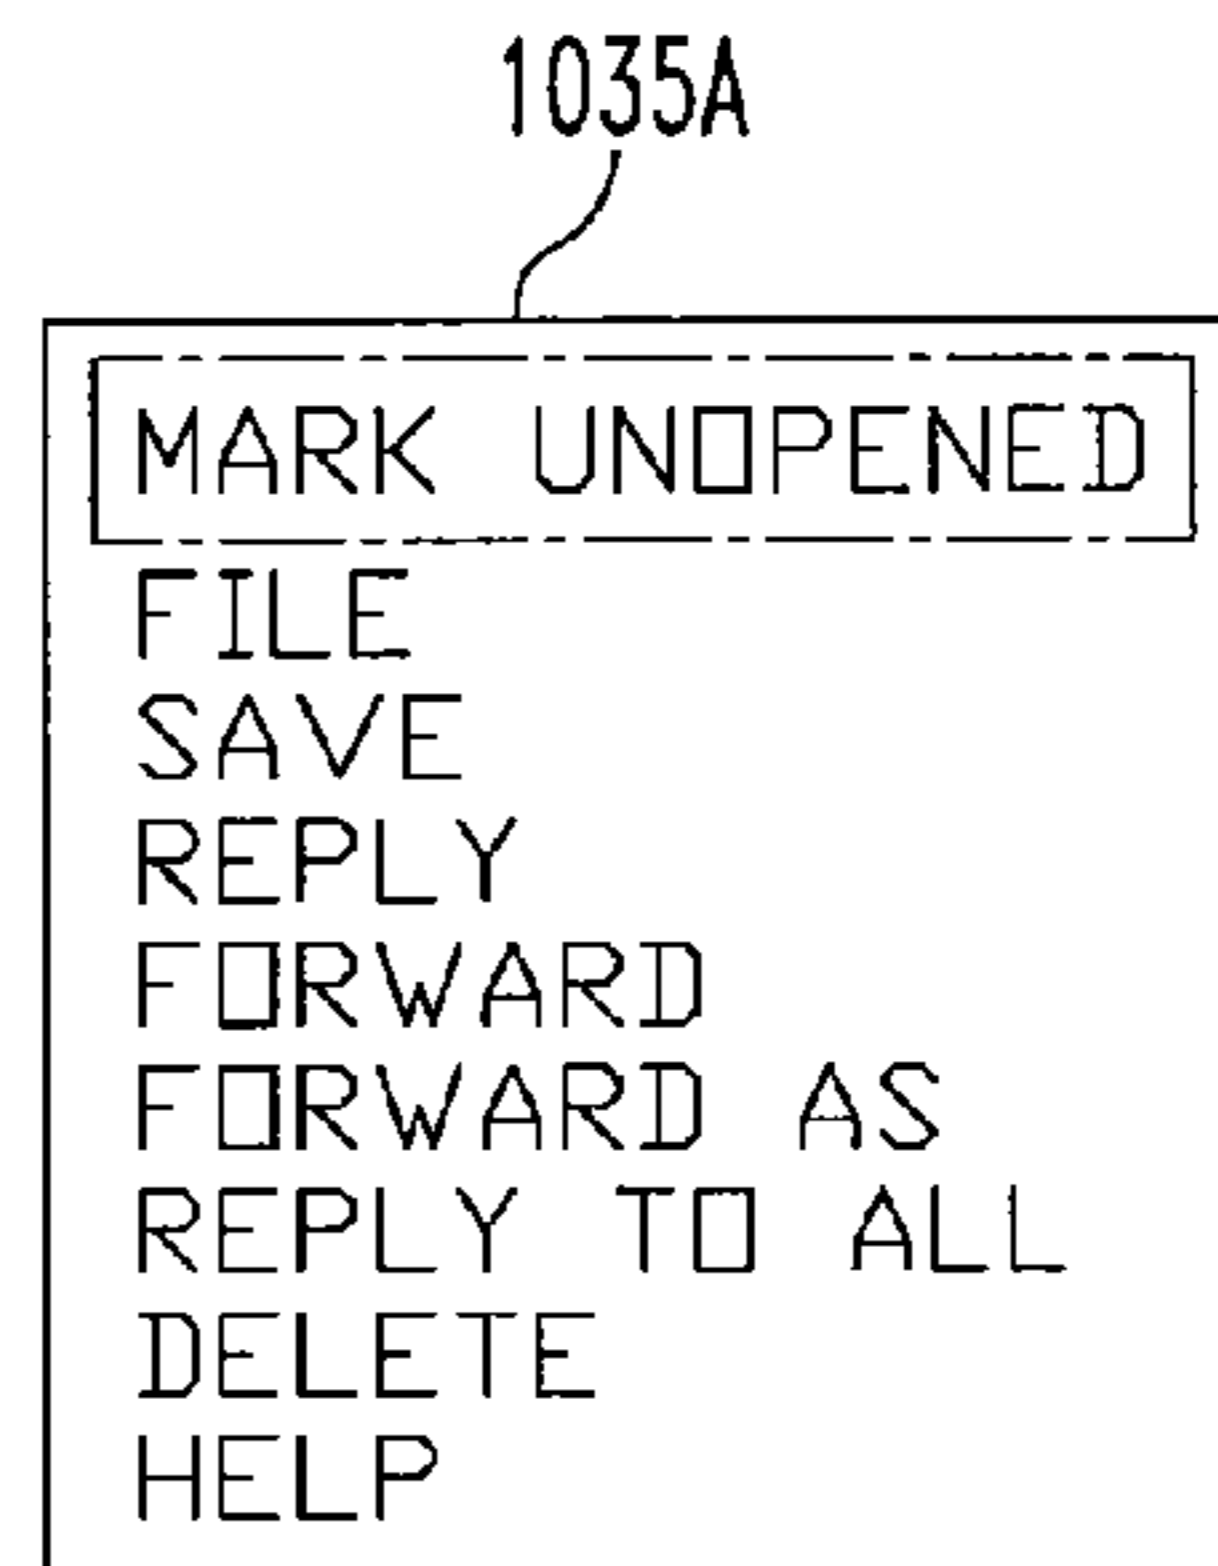 1035A
MARK UNOPENED
FILE
SAVE
REPLY
FORWARD
FORWARD AS
REPLY TO ALL
DELETE
HELP